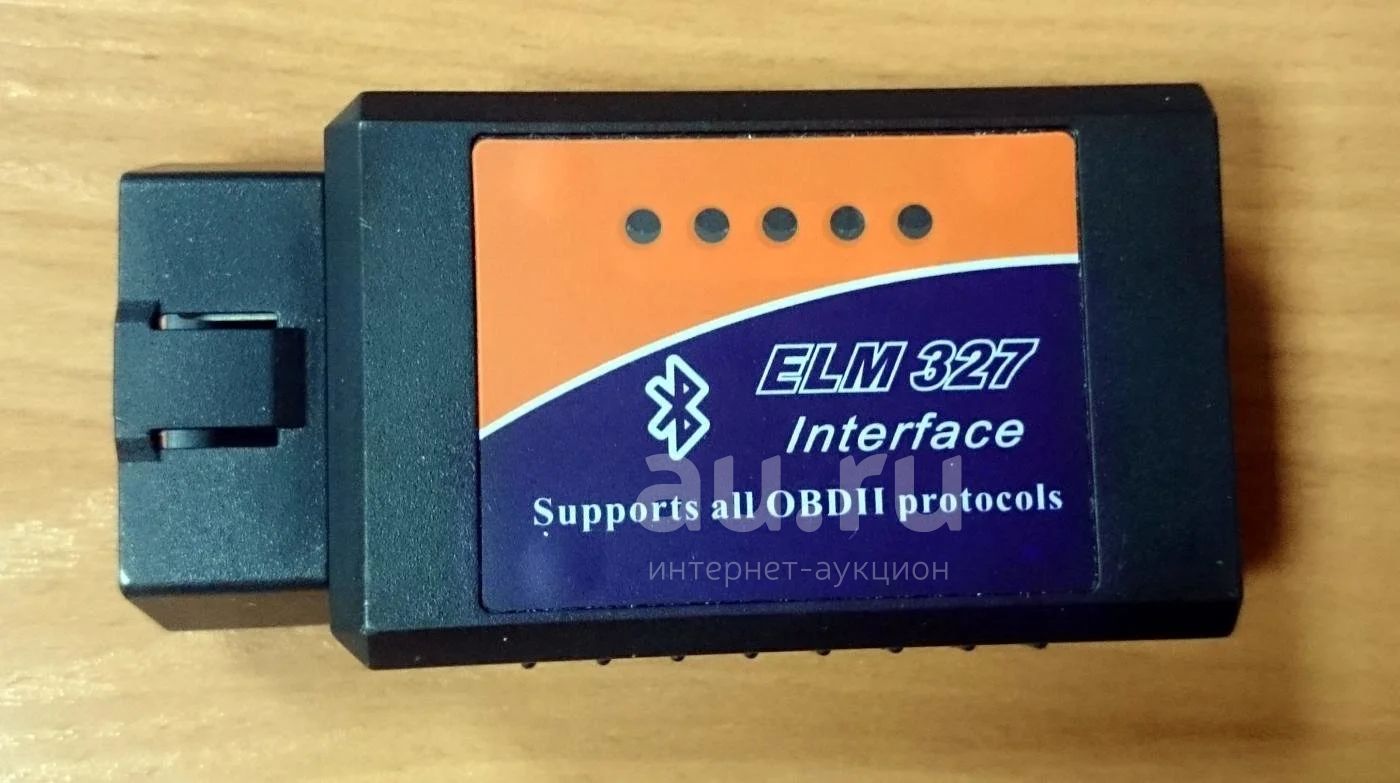 ELM 327
Interface
Supports all OBDII protocols
au.ru
интернет-аукцион